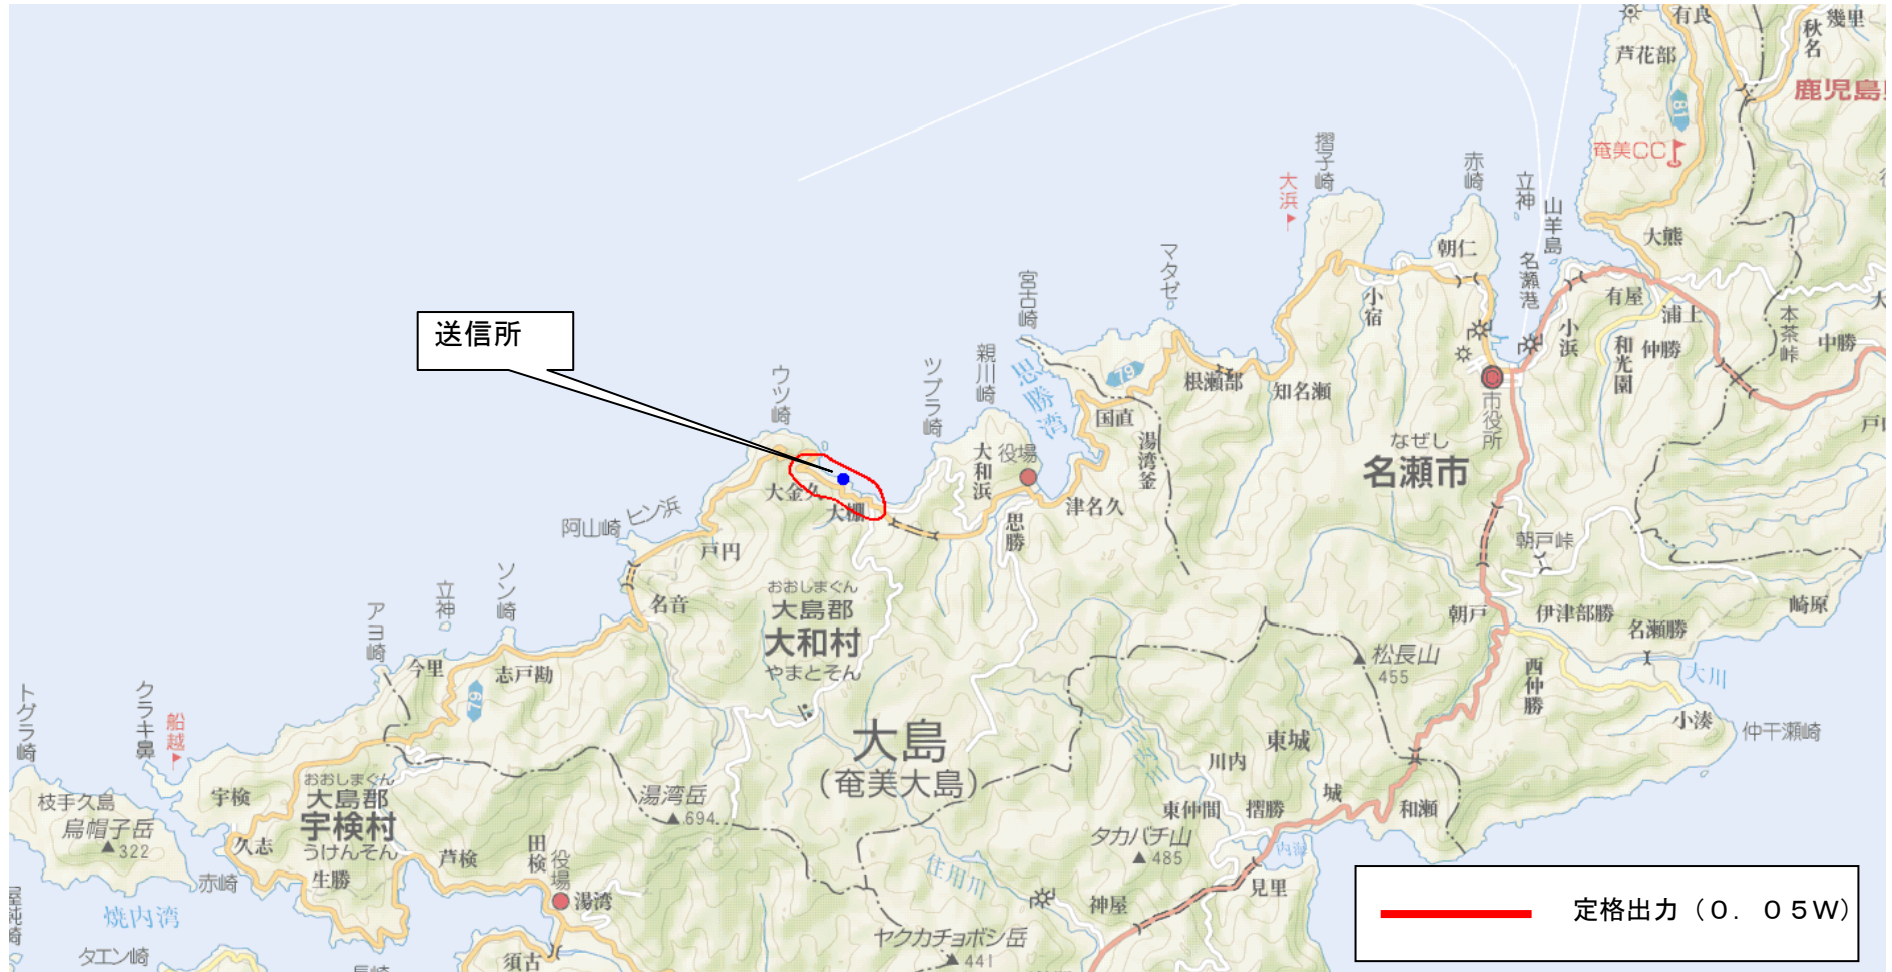 有良
幾里
秋名
芦花部
鹿児島
81
奄美CC
摺子崎
大浜
赤崎
立神
山羊島
名瀬港
大熊
朝仁
小宿
有屋
浦上
小浜
和光園
仲勝
本茶峠
中勝
マタゼ
宮古崎
思勝湾
79
根瀬部
知名瀬
国直
湯湾釜
市役所
なぜし
名瀬市
送信所
ウツ崎
ツブラ崎
親川崎
大和浜
役場
津名久
思勝
大金久
大棚
ヒン浜
阿山崎
戸円
名音
おおしまぐん
大島郡
大和村
やまとそん
ソン崎
立神
アヨ崎
今里
志戸勘
79
トグラ崎
クラキ鼻
船越
朝戸峠
朝戸
伊津部勝
名瀬勝
崎原
松長山
455
西仲勝
大川
小湊
仲干瀬崎
大島
(奄美大島)
東城
川内
東仲間
摺勝
城
和瀬
枝手久島
烏帽子岳
322
宇検
おおしまぐん
大島郡
宇検村
うけんそん
久志
生勝
赤崎
芦検
田検
役場
湯湾
湯湾岳
694
タカバチ山
485
内海
見里
住用川
神屋
焼内湾
タエン崎
須古
ヤクカチョボシ岳
441
定格出力(0.05W)